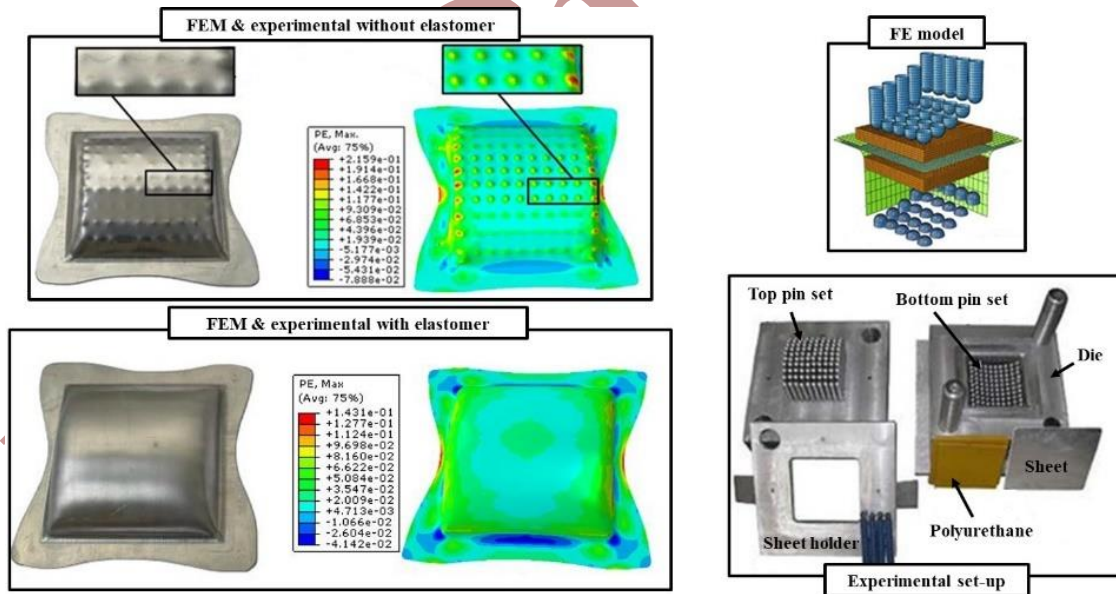 FEM & experimental without elastomer
PE, Max.
(Avg: 75%)
+2.159e-01
+1.914e-01
+1.668e-01
+1.422e-01
+1.177e-01
+9.309e-02
+6.853e-02
+4.396e-02
+1.939e-02
-5.177e-03
-2.974e-02
-5.431e-02
-7.888e-02
FEM & experimental with elastomer
PE, Max
(Avg: 75%)
+1.431e-01
+1.277e-01
+1.124e-01
+9.698e-02
+8.160e-02
+6.622e-02
+5.084e-02
+3.547e-02
+2.009e-02
+4.713e-03
-1.066e-02
-2.604e-02
-4.142e-02
FE model
Top pin set
Bottom pin set
Die
Sheet
Polyurethane
Sheet holder
Experimental set-up